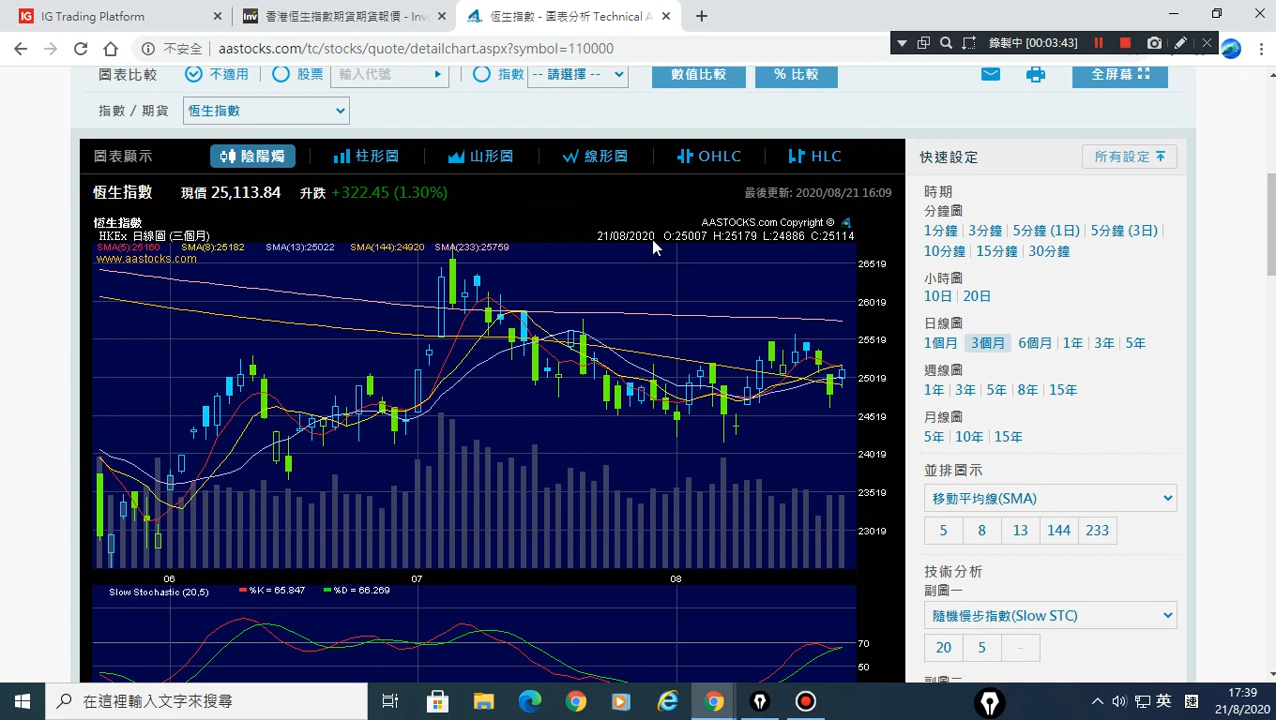 IG Trading Platform
香港恒生指數期貨期貨報價 - Inv
恆生指數 - 圖表分析 Technical A
不安全
aastocks.com/tc/stocks/quote/detailchart.aspx?symbol=110000
錄製中 [00:03:43]
圖表比較 不適用 股票 輸入代號 指數 -- 請選擇 -- 數值比較 % 比較 全屏幕
指數 / 期貨 恆生指數
圖表顯示 陰陽燭 柱形圖 山形圖 線形圖 OHLC HLC
恆生指數 現價 25,113.84 升跌 +322.45 (1.30%) 最後更新: 2020/08/21 16:09
恆生指數 AASTOCKS.com Copyright ©
HKEx 日線圖 (三個月) 21/08/2020 O:25007 H:25179 L:24886 C:25114
SMA(5):25160 SMA(8):25182 SMA(13):25022 SMA(144):24920 SMA(233):25759
www.aastocks.com
26519
26019
25519
25019
24519
24019
23519
23019
06 07 08
Slow Stochastic (20,5) %K = 65.847 %D = 66.269
70
50
快速設定 所有設定
時期
分鐘圖
1分鐘 3分鐘 5分鐘 (1日) 5分鐘 (3日)
10分鐘 15分鐘 30分鐘
小時圖
10日 20日
日線圖
1個月 3個月 6個月 1年 3年 5年
週線圖
1年 3年 5年 8年 15年
月線圖
5年 10年 15年
並排圖示
移動平均線(SMA)
5 8 13 144 233
技術分析
副圖一
隨機慢步指數(Slow STC)
20 5 -
在這裡輸入文字來搜尋
英
17:39
21/8/2020